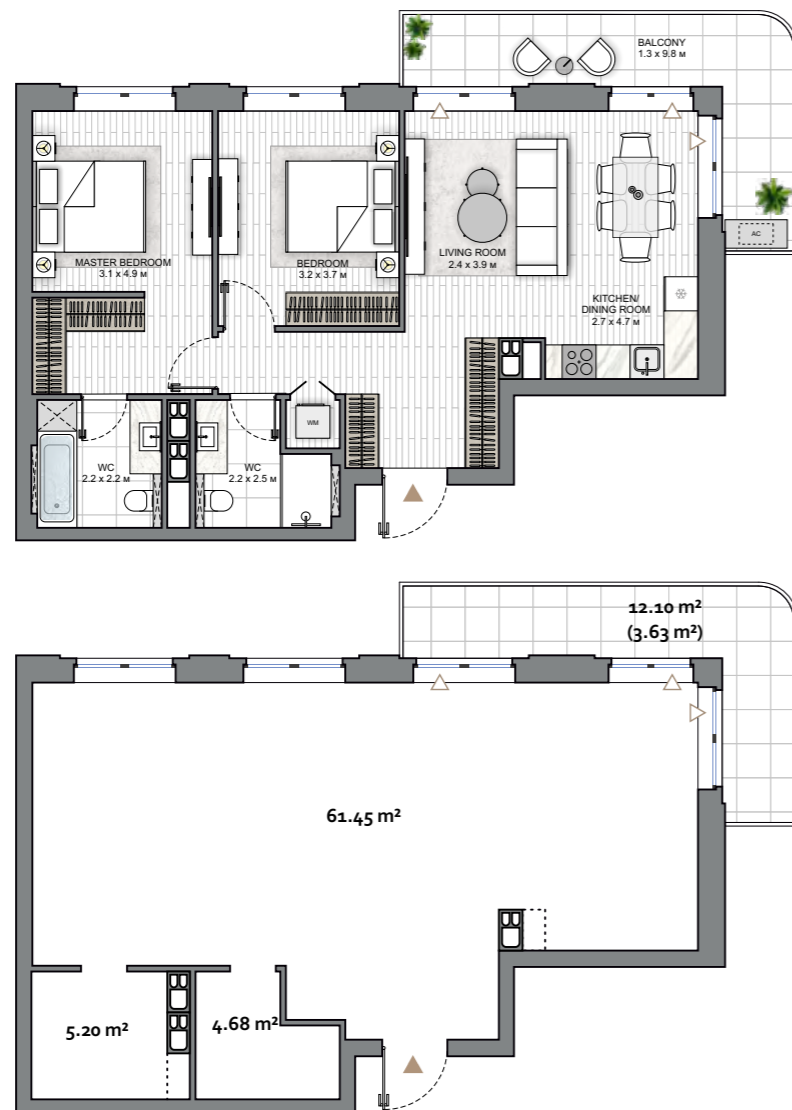 BALCONY
1.3 x 9.8 м
MASTER BEDROOM
3.1 x 4.9 м
BEDROOM
3.2 x 3.7 м
LIVING ROOM
2.4 x 3.9 м
AC
KITCHEN/
DINING ROOM
2.7 x 4.7 м
WM
WC
2.2 x 2.2 м
WC
2.2 x 2.5 м
12.10 m²
(3.63 m²)
61.45 m²
5.20 m²
4.68 m²